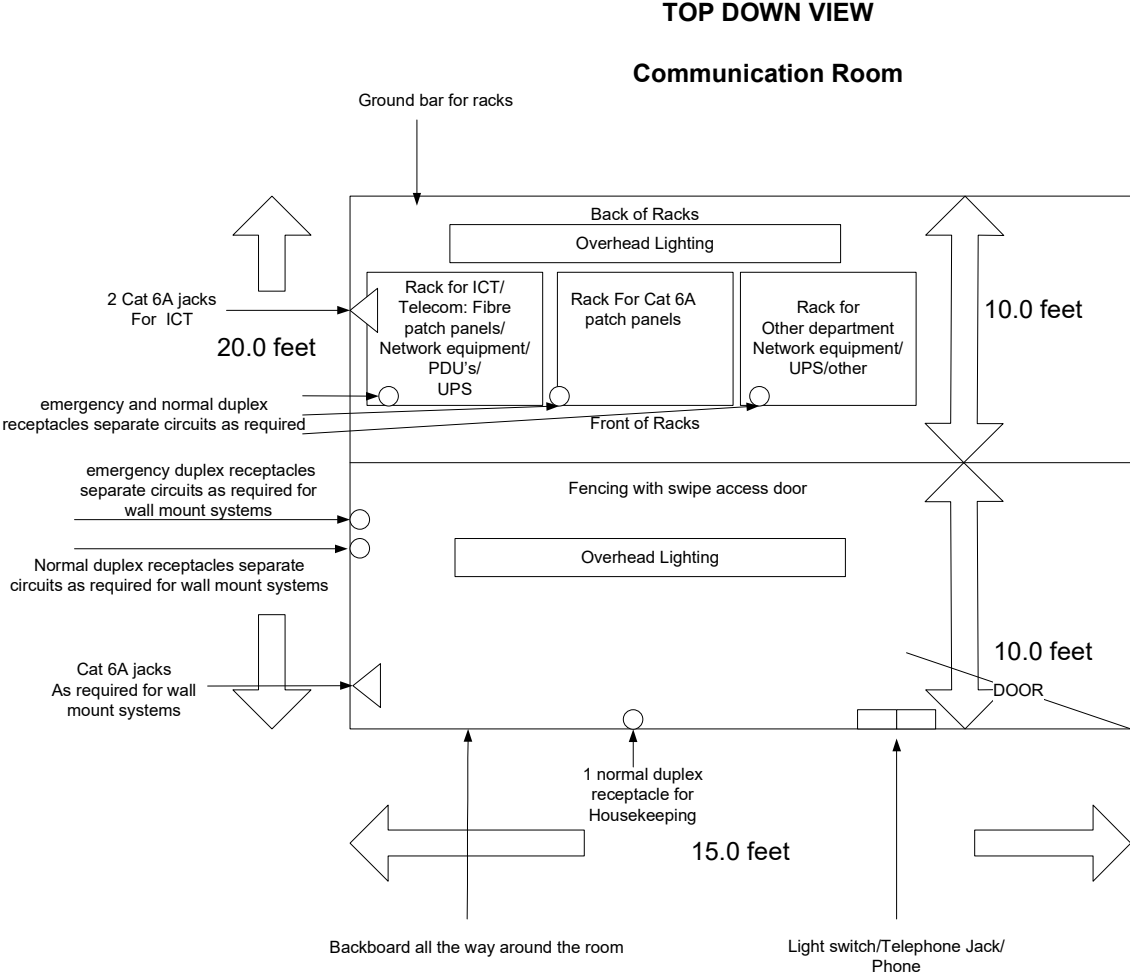 TOP DOWN VIEW
Communication Room
Ground bar for racks
Back of Racks
Overhead Lighting
2 Cat 6A jacks
For  ICT
20.0 feet
Rack for ICT/
Telecom: Fibre
patch panels/
Network equipment/
PDU's/
UPS
Rack For Cat 6A
patch panels
Rack for
Other department
Network equipment/
UPS/other
10.0 feet
emergency and normal duplex
receptacles separate circuits as required
Front of Racks
emergency duplex receptacles
separate circuits as required for
wall mount systems
Fencing with swipe access door
Normal duplex receptacles separate
circuits as required for wall mount systems
Overhead Lighting
Cat 6A jacks
As required for wall
mount systems
10.0 feet
DOOR
1 normal duplex
receptacle for
Housekeeping
15.0 feet
Backboard all the way around the room
Light switch/Telephone Jack/
Phone